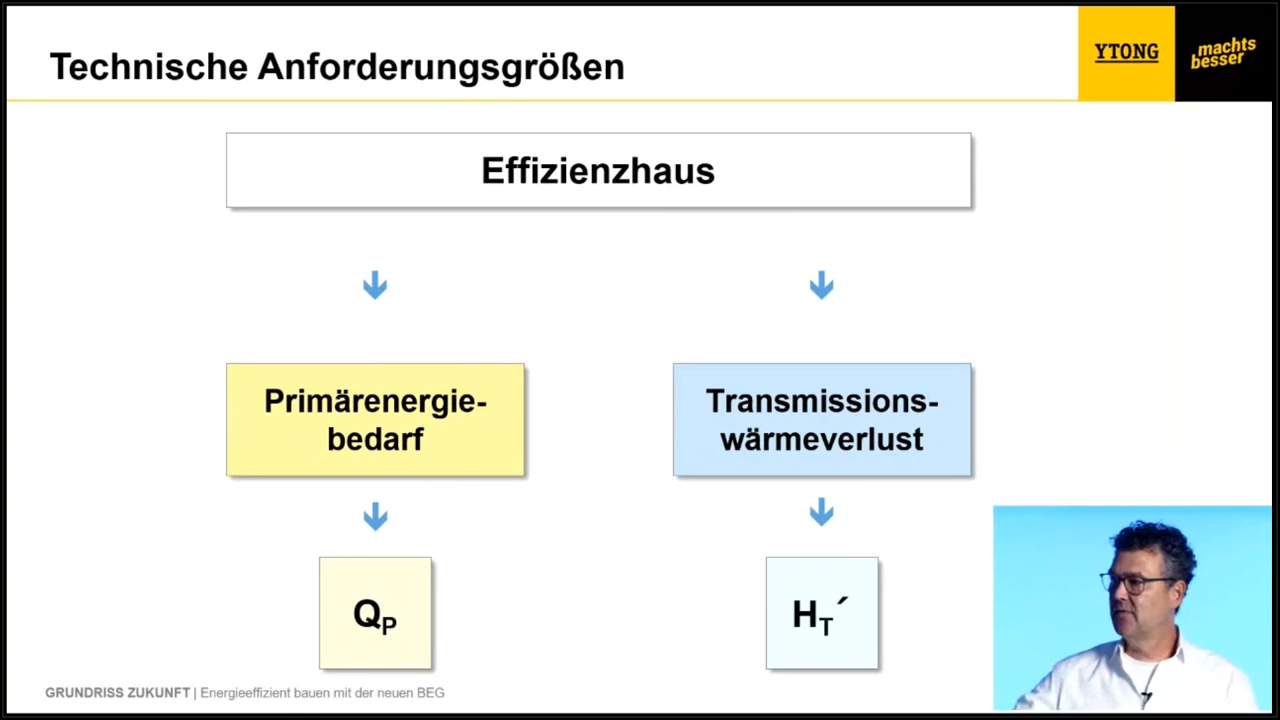 Technische Anforderungsgrößen
YTONG
machts
besser
Effizienzhaus
Primärenergie-
bedarf
Transmissions-
wärmeverlust
QP
HT´
GRUNDRISS ZUKUNFT | Energieeffizient bauen mit der neuen BEG